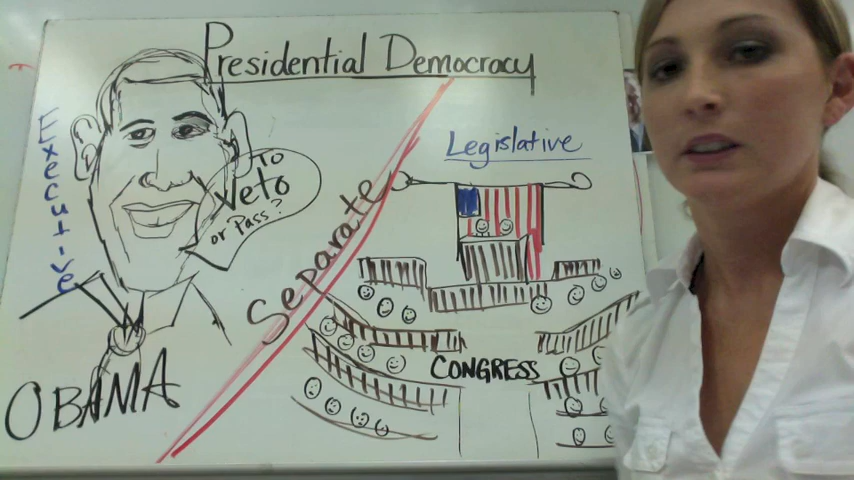 Presidential Democracy
Executive
To
Veto
or Pass?
OBAMA
Separate
Legislative
CONGRESS